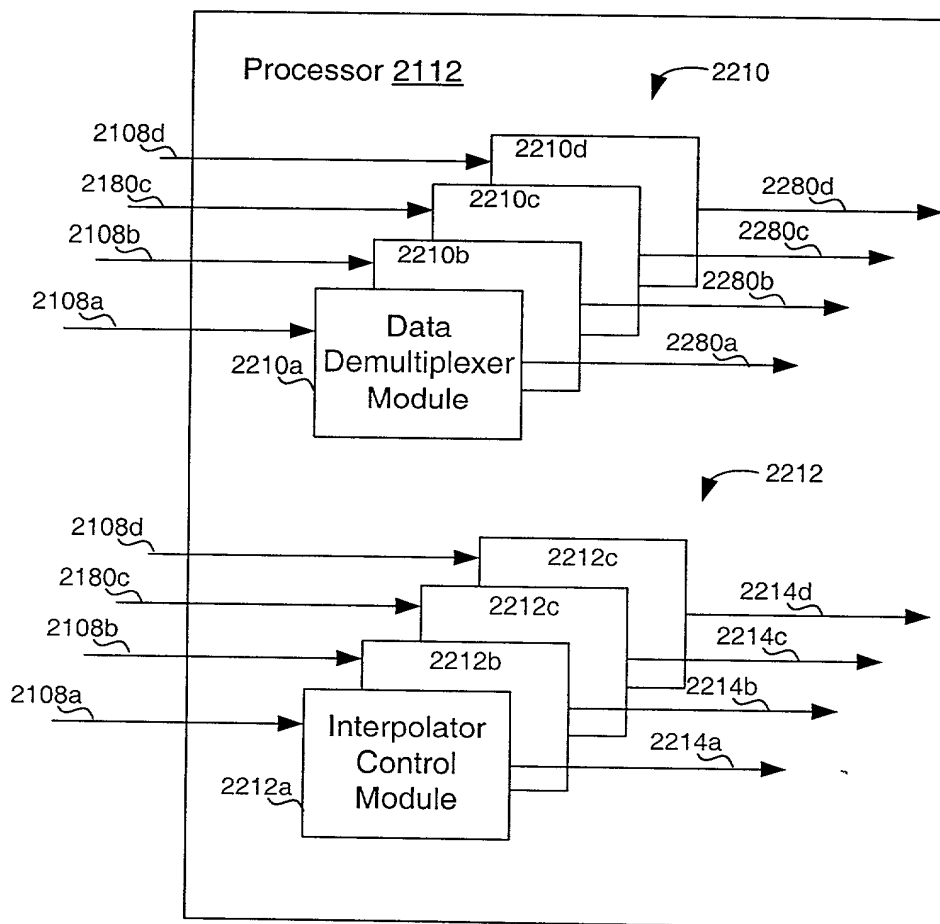 Processor 2112
2210
2108d
2210d
2180c
2210c
2280d
2108b
2210b
2280c
2280b
2108a
Data
Demultiplexer
Module
2210a
2280a
2212
2108d
2212c
2180c
2212c
2214d
2108b
2212b
2214c
2214b
2108a
Interpolator
Control
Module
2212a
2214a